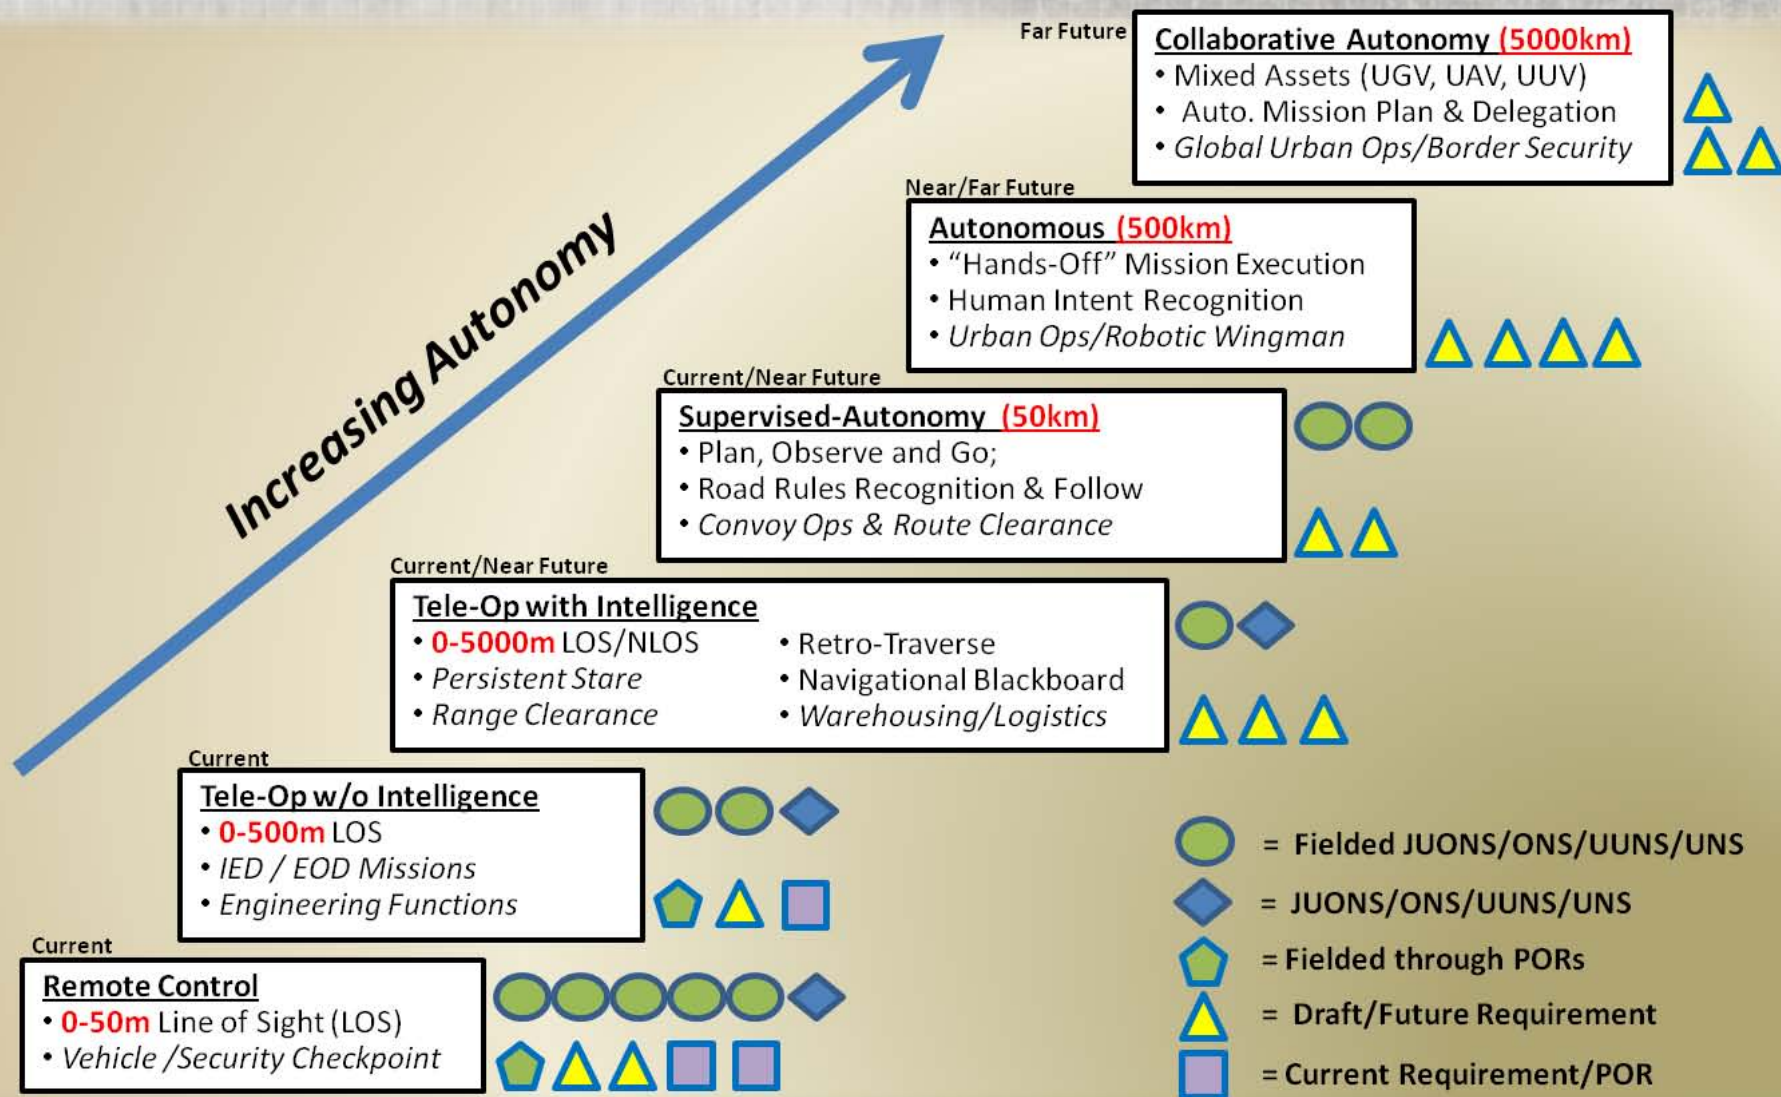 Far Future
Collaborative Autonomy (5000km)
• Mixed Assets (UGV, UAV, UUV)
• Auto. Mission Plan & Delegation
• Global Urban Ops/Border Security
Near/Far Future
Autonomous (500km)
• “Hands-Off” Mission Execution
• Human Intent Recognition
• Urban Ops/Robotic Wingman
Increasing Autonomy
Current/Near Future
Supervised-Autonomy (50km)
• Plan, Observe and Go;
• Road Rules Recognition & Follow
• Convoy Ops & Route Clearance
Current/Near Future
Tele-Op with Intelligence
• 0-5000m LOS/NLOS
• Persistent Stare
• Range Clearance
• Retro-Traverse
• Navigational Blackboard
• Warehousing/Logistics
Current
Tele-Op w/o Intelligence
• 0-500m LOS
• IED / EOD Missions
• Engineering Functions
Current
Remote Control
• 0-50m Line of Sight (LOS)
• Vehicle /Security Checkpoint
= Fielded JUONS/ONS/UUNS/UNS
= JUONS/ONS/UUNS/UNS
= Fielded through PORs
= Draft/Future Requirement
= Current Requirement/POR